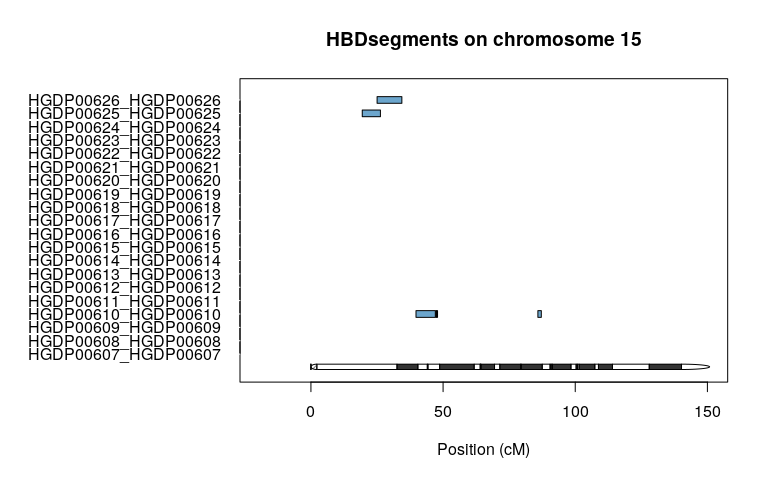 HBDsegments on chromosome 15
HGDP00626_HGDP00626
HGDP00625_HGDP00625
HGDP00624_HGDP00624
HGDP00623_HGDP00623
HGDP00622_HGDP00622
HGDP00621_HGDP00621
HGDP00620_HGDP00620
HGDP00619_HGDP00619
HGDP00618_HGDP00618
HGDP00617_HGDP00617
HGDP00616_HGDP00616
HGDP00615_HGDP00615
HGDP00614_HGDP00614
HGDP00613_HGDP00613
HGDP00612_HGDP00612
HGDP00611_HGDP00611
HGDP00610_HGDP00610
HGDP00609_HGDP00609
HGDP00608_HGDP00608
HGDP00607_HGDP00607
0 50 100 150
Position (cM)